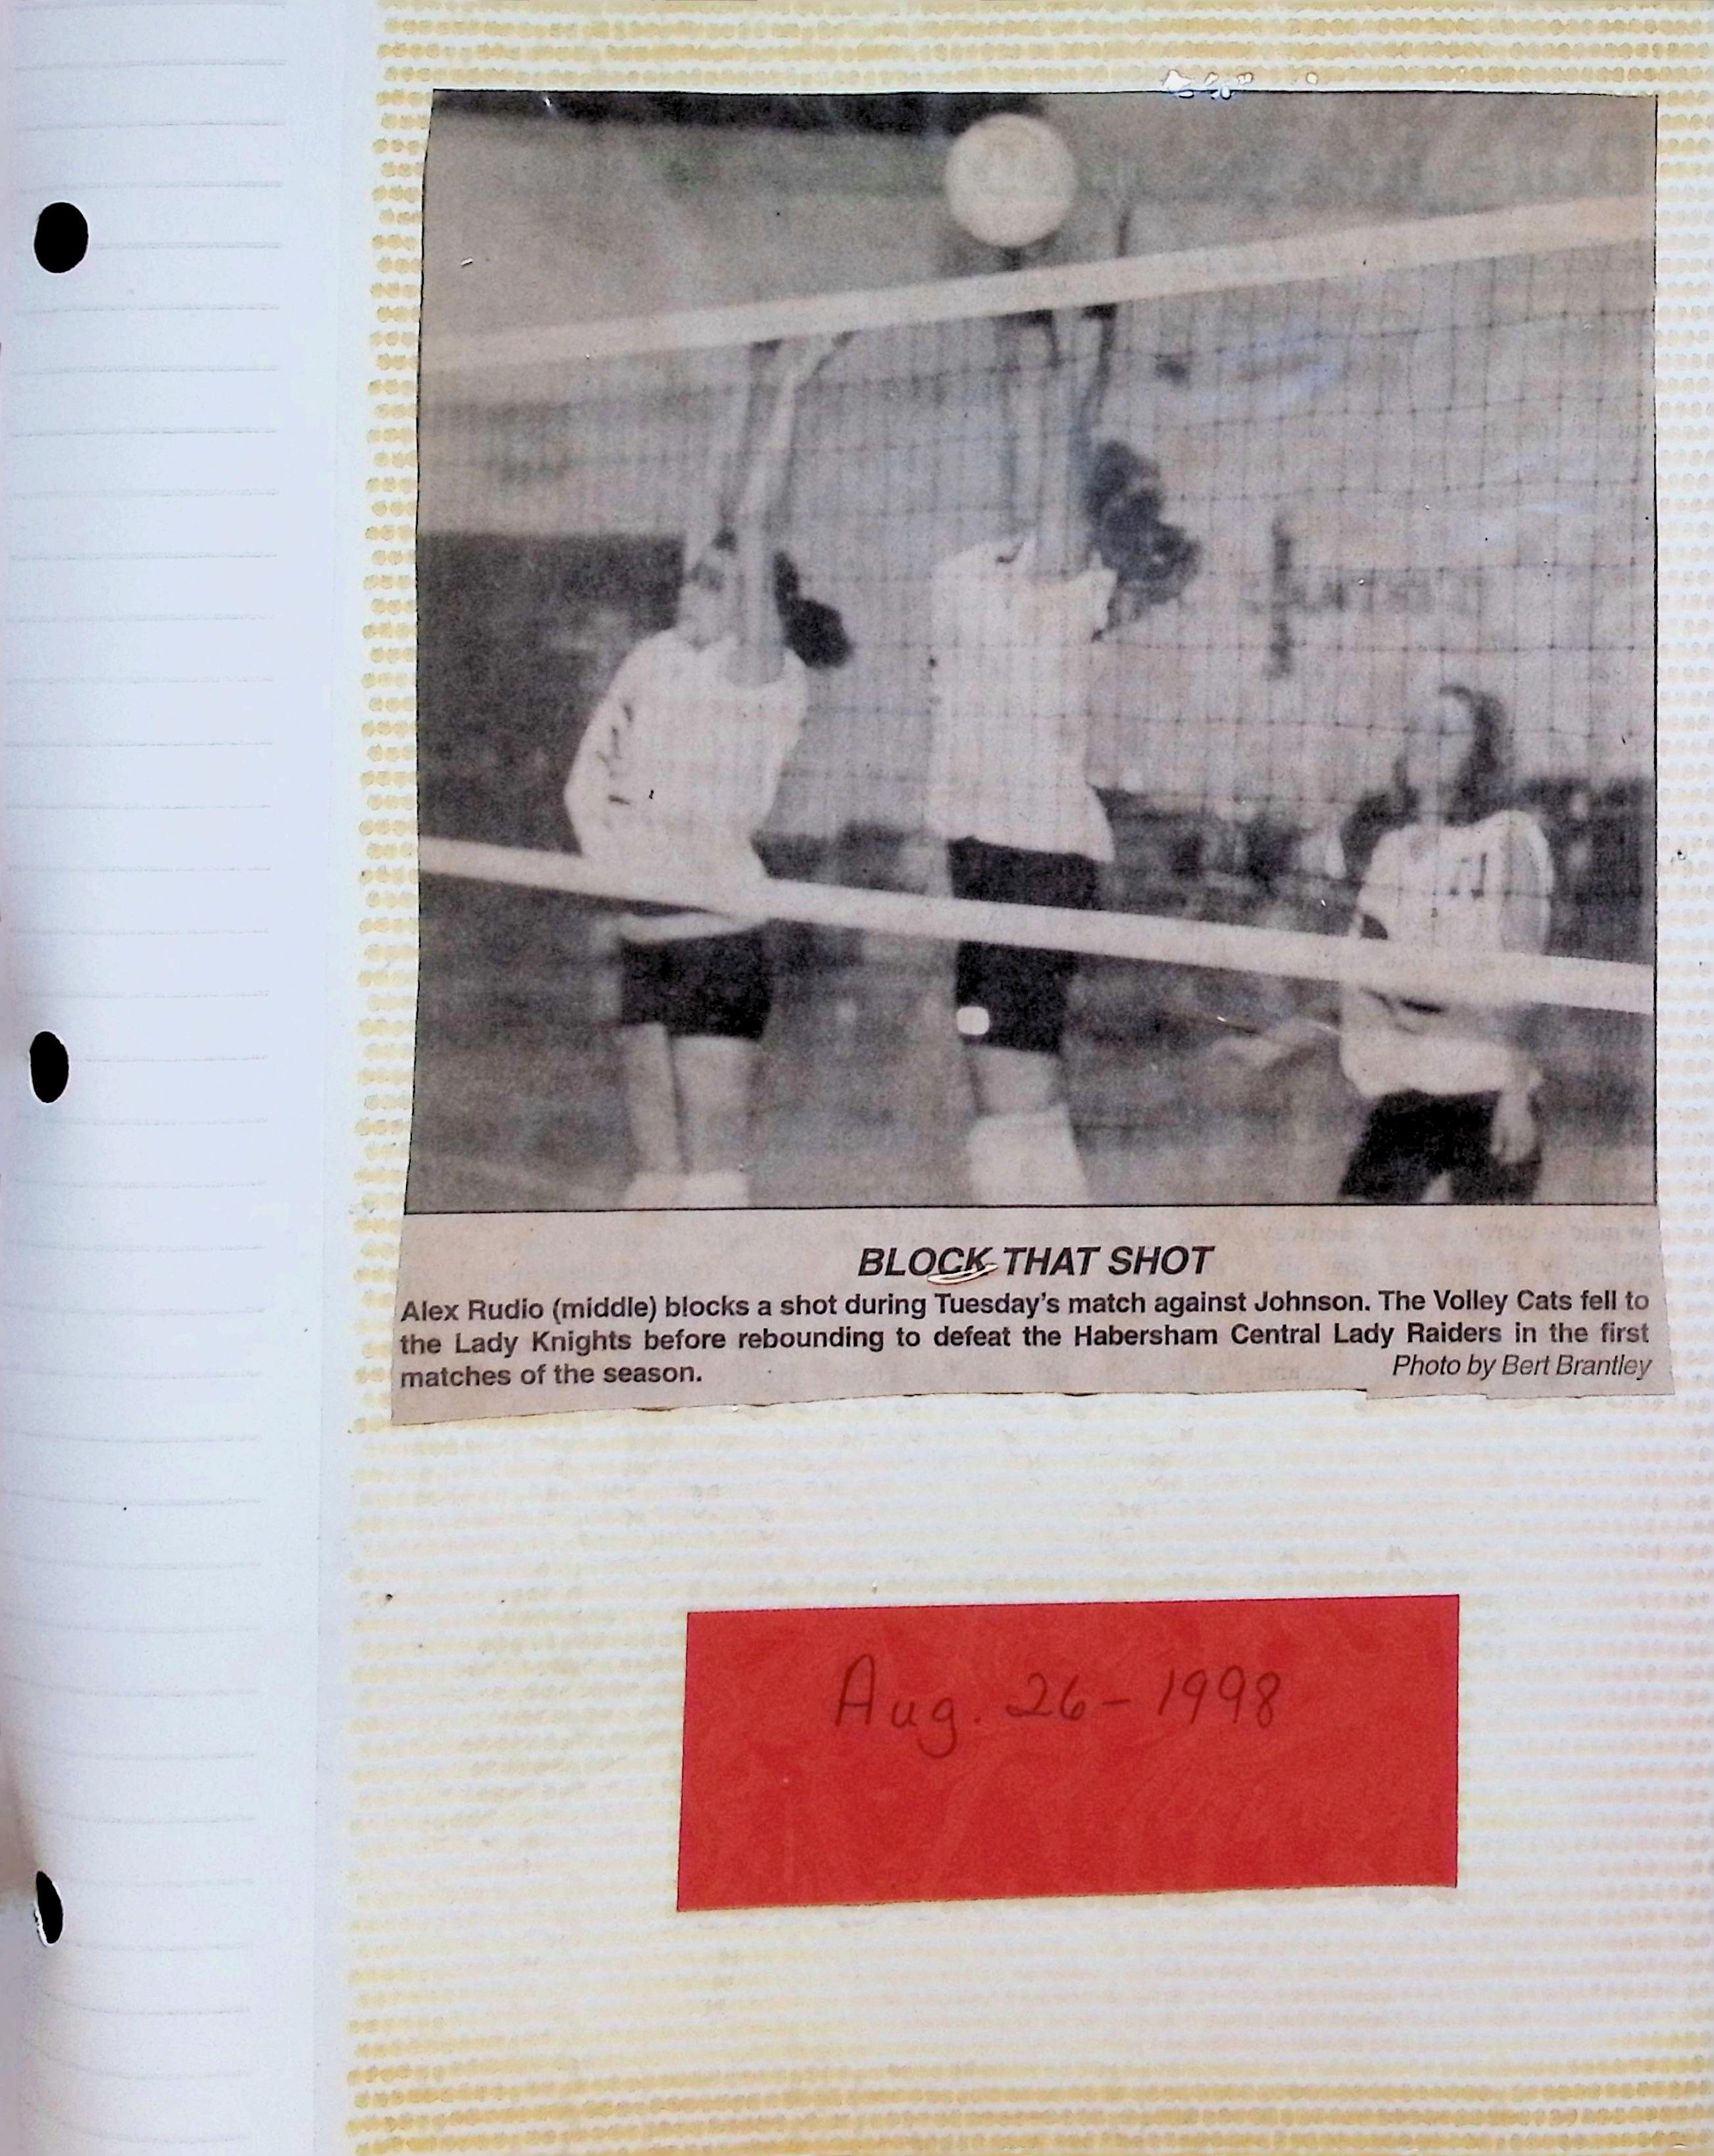 BLOCK THAT SHOT
Alex Rudio (middle) blocks a shot during Tuesday's match against Johnson. The Volley Cats fell to
the Lady Knights before rebounding to defeat the Habersham Central Lady Raiders in the first
matches of the season.
Photo by Bert Brantley
Aug. 26-1998